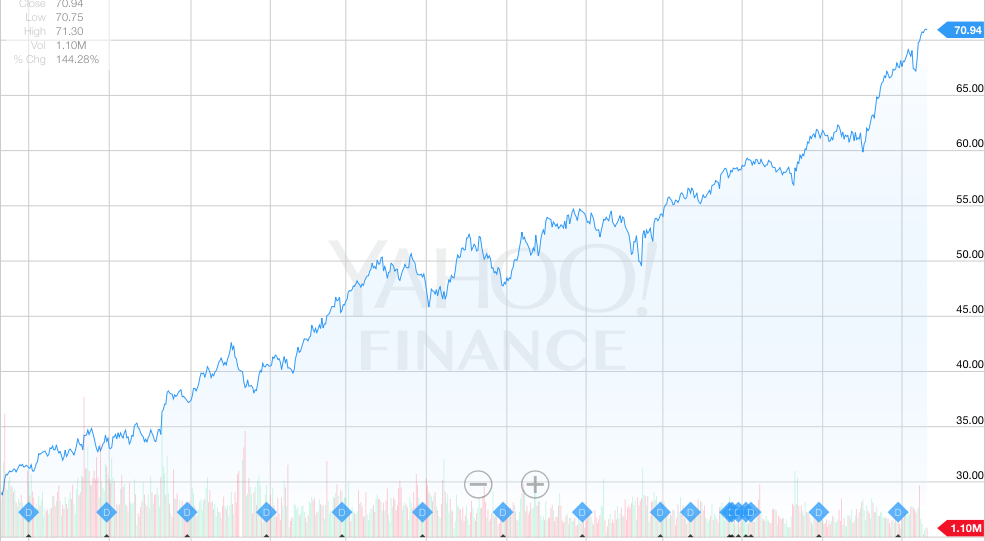 Close 70.94
Low 70.75
High 71.30
Vol 1.10M
% Chg 144.28%
70.94
65.00
60.00
55.00
50.00
45.00
40.00
35.00
30.00
YAHOO!
FINANCE
D D D D D D D D D D D D D D D
1.10M